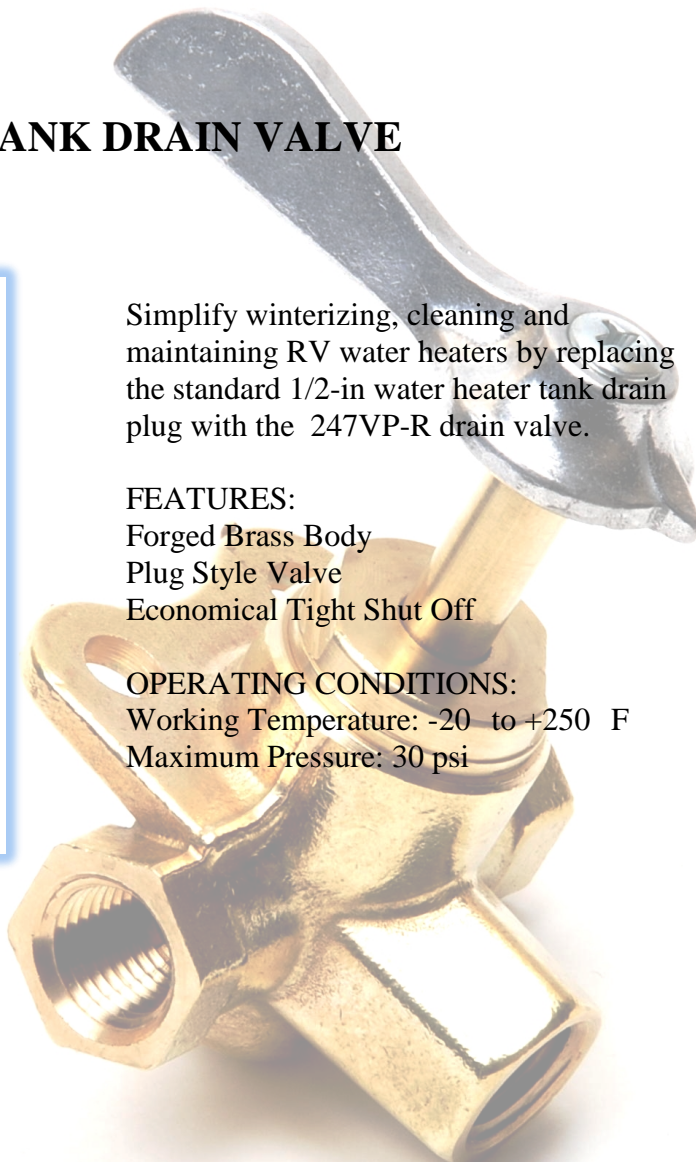 ANK DRAIN VALVE
Simplify winterizing, cleaning and
maintaining RV water heaters by replacing
the standard 1/2-in water heater tank drain
plug with the 247VP-R drain valve.
FEATURES:
Forged Brass Body
Plug Style Valve
Economical Tight Shut Off
OPERATING CONDITIONS:
Working Temperature: -20 to +250 F
Maximum Pressure: 30 psi